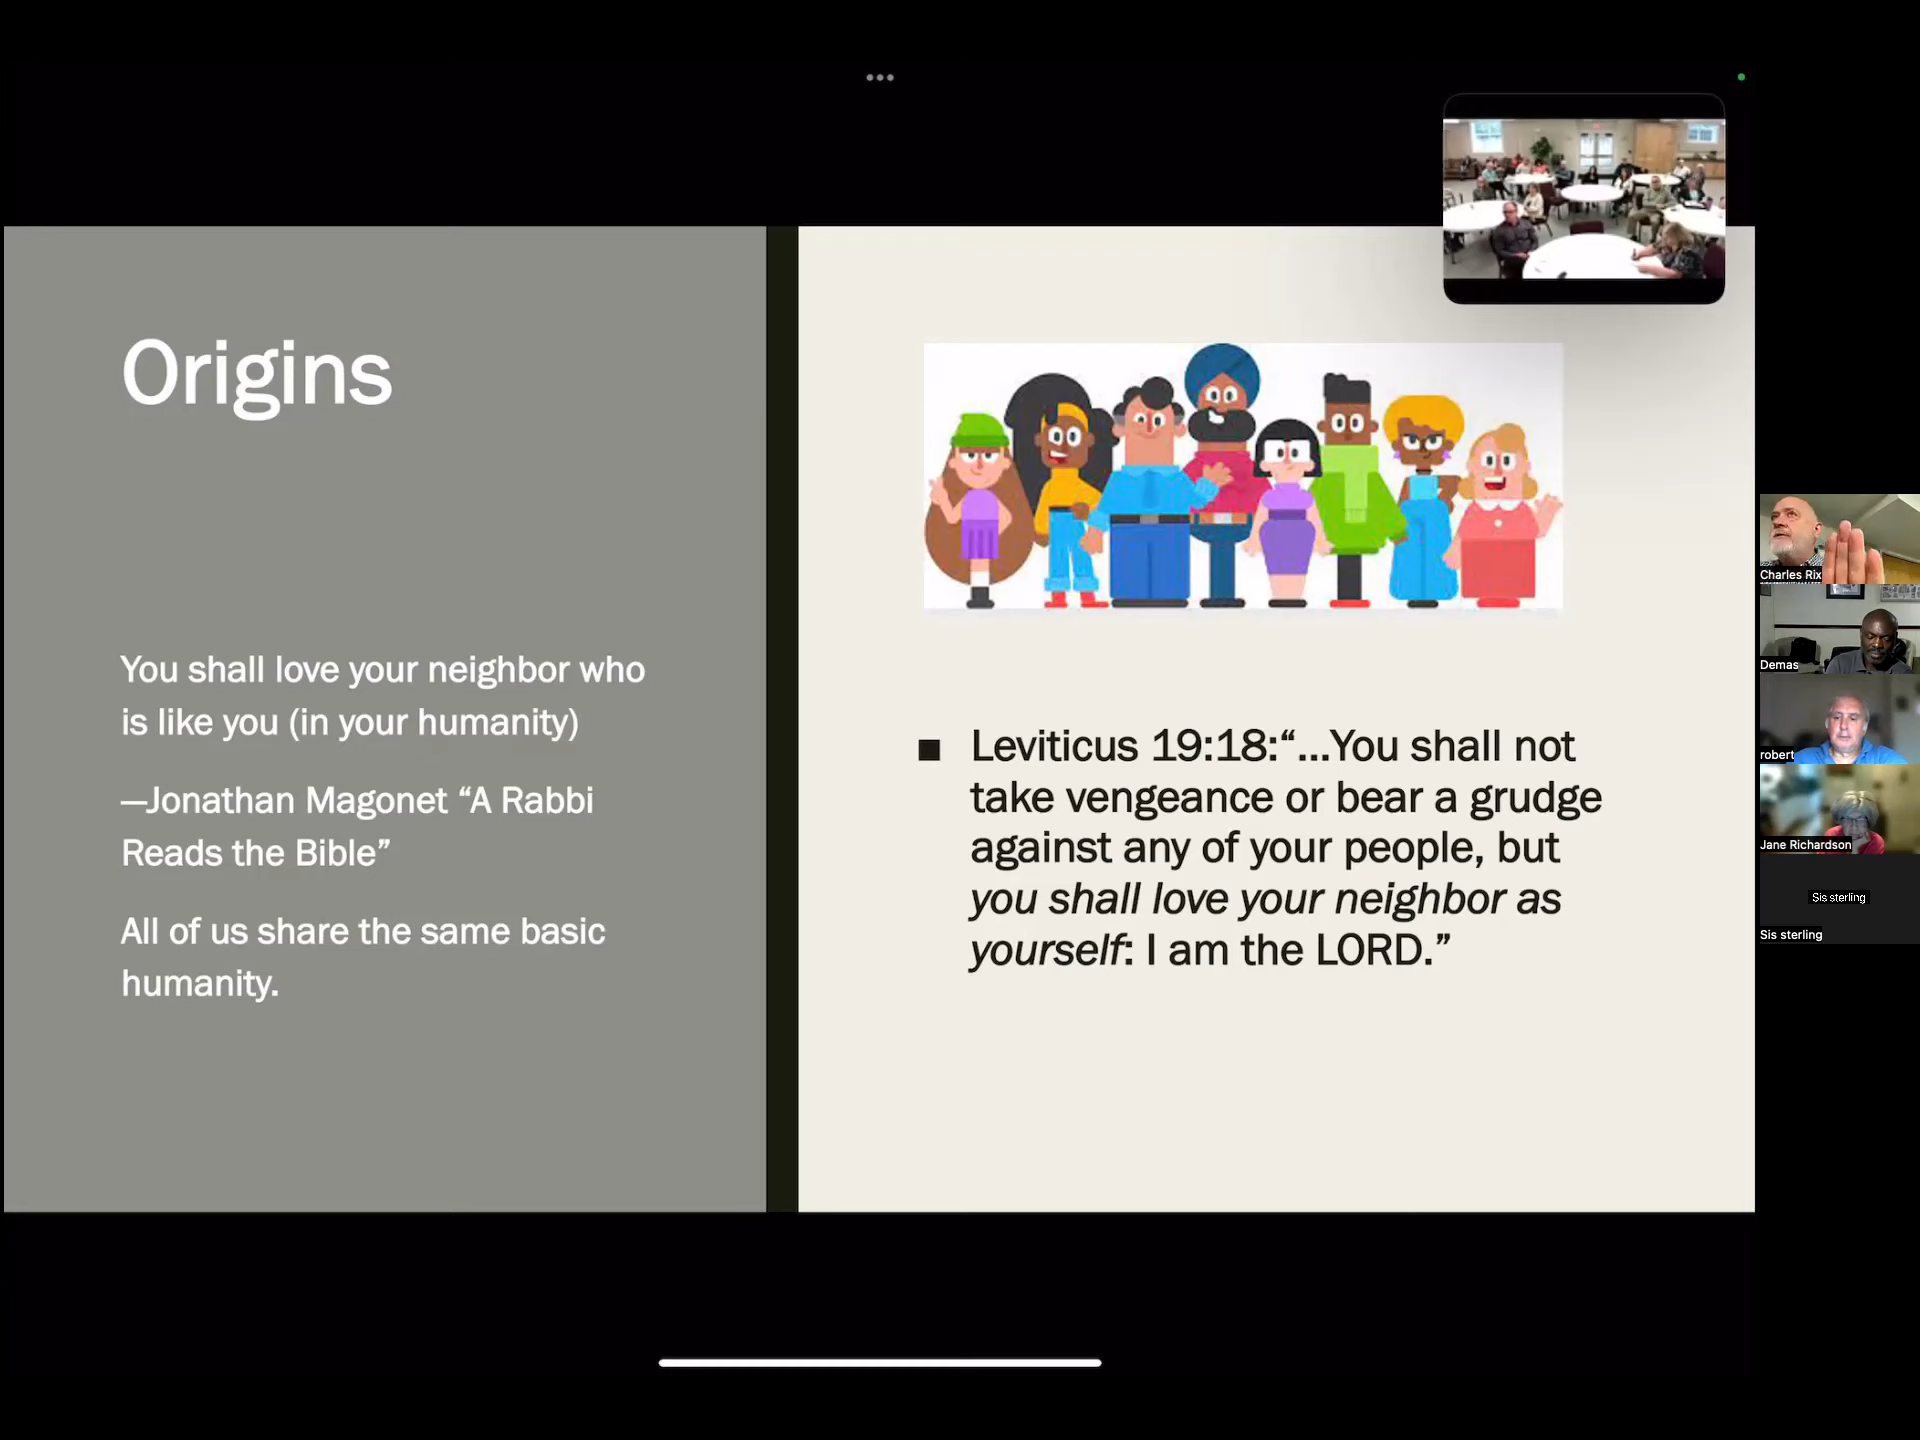 Origins
You shall love your neighbor who
is like you (in your humanity)
—Jonathan Magonet “A Rabbi
Reads the Bible”
All of us share the same basic
humanity.
■ Leviticus 19:18:“…You shall not
take vengeance or bear a grudge
against any of your people, but
you shall love your neighbor as
yourself: I am the LORD.”
Charles Rix
Demas
robert
Jane Richardson
Sis sterling
Sis sterling